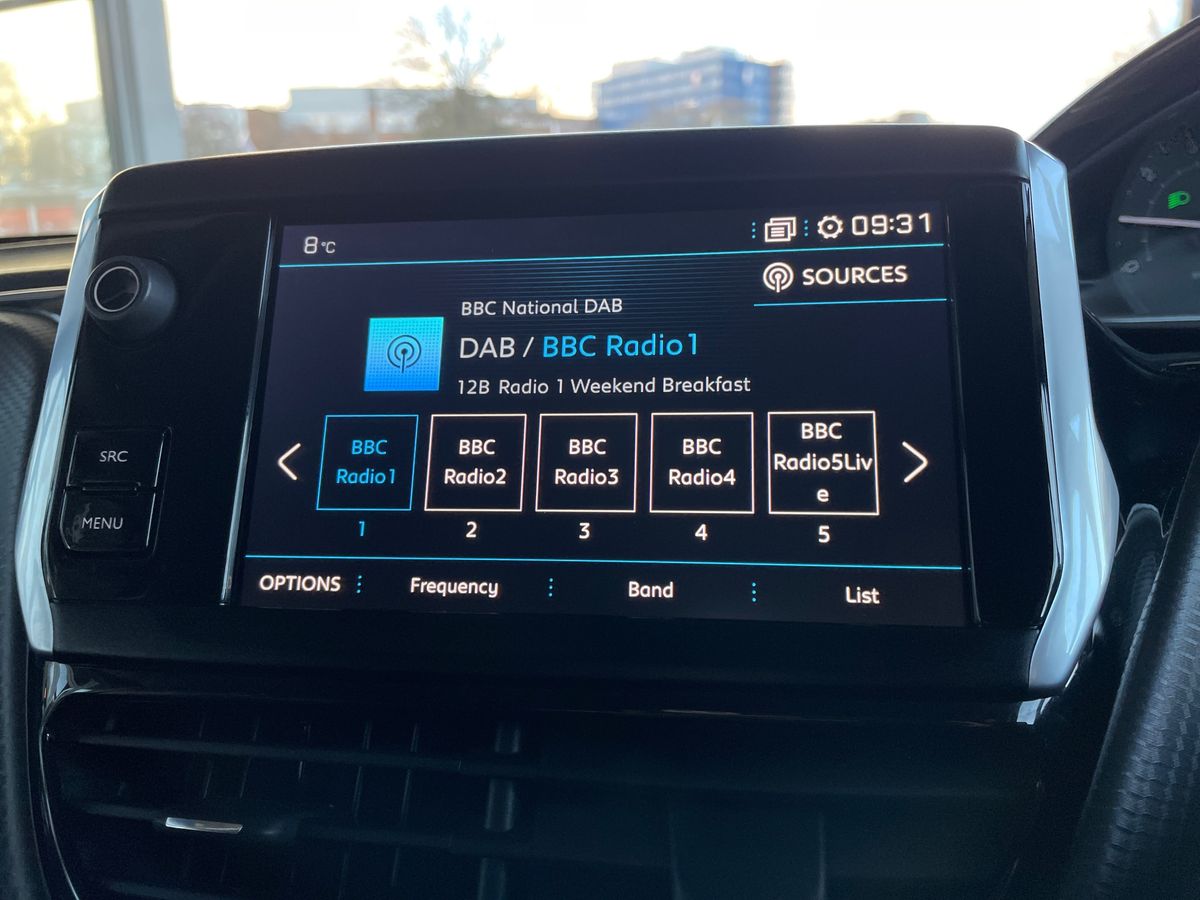 8°C
09:31
SOURCES
BBC National DAB
DAB / BBC Radio1
12B Radio 1 Weekend Breakfast
BBC
Radio1
BBC
Radio2
BBC
Radio3
BBC
Radio4
BBC
Radio5Liv
e
1
2
3
4
5
SRC
MENU
OPTIONS
Frequency
Band
List